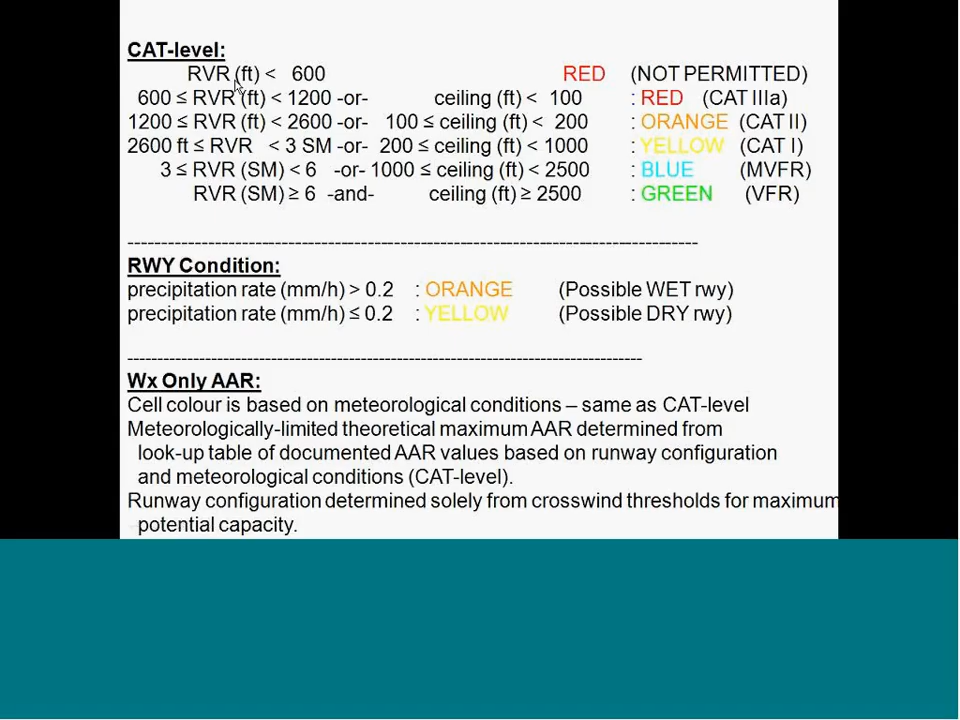 CAT-level:
RVR (ft) < 600 RED (NOT PERMITTED)
600 ≤ RVR (ft) < 1200 -or- ceiling (ft) < 100 : RED (CAT IIIa)
1200 ≤ RVR (ft) < 2600 -or- 100 ≤ ceiling (ft) < 200 : ORANGE (CAT II)
2600 ft ≤ RVR < 3 SM -or- 200 ≤ ceiling (ft) < 1000 : YELLOW (CAT I)
3 ≤ RVR (SM) < 6 -or- 1000 ≤ ceiling (ft) < 2500 : BLUE (MVFR)
RVR (SM) ≥ 6 -and- ceiling (ft) ≥ 2500 : GREEN (VFR)
RWY Condition:
precipitation rate (mm/h) > 0.2 : ORANGE (Possible WET rwy)
precipitation rate (mm/h) ≤ 0.2 : YELLOW (Possible DRY rwy)
Wx Only AAR:
Cell colour is based on meteorological conditions – same as CAT-level
Meteorologically-limited theoretical maximum AAR determined from
look-up table of documented AAR values based on runway configuration
and meteorological conditions (CAT-level).
Runway configuration determined solely from crosswind thresholds for maximum
potential capacity.